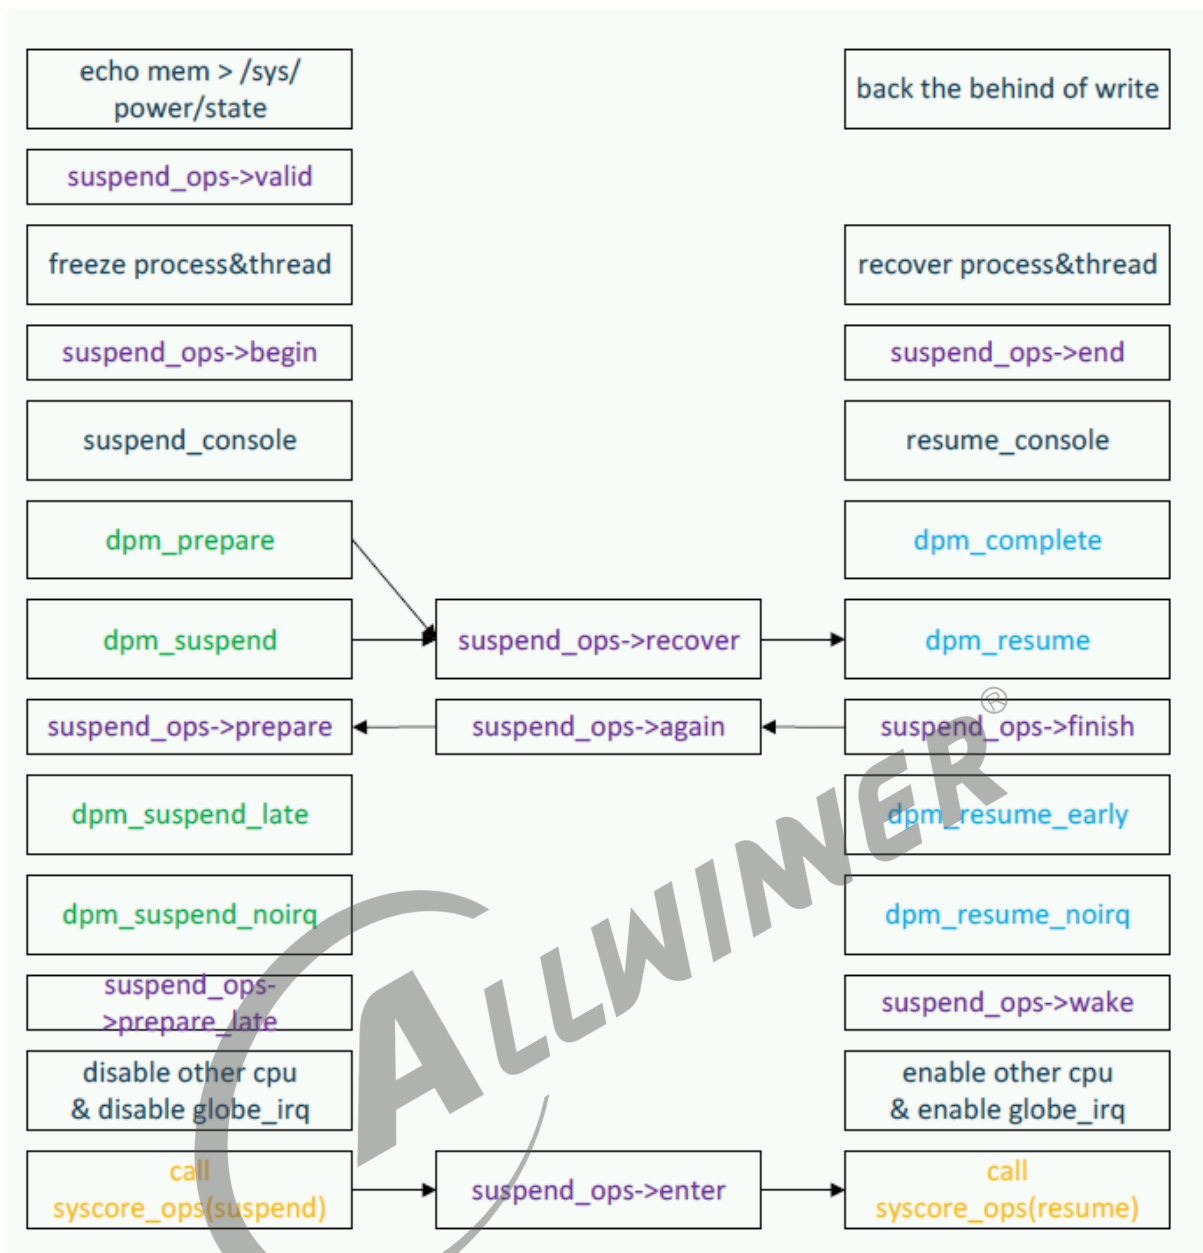 echo mem > /sys/
power/state
back the behind of write
suspend_ops->valid
freeze process&thread
recover process&thread
suspend_ops->begin
suspend_ops->end
suspend_console
resume_console
dpm_prepare
dpm_complete
dpm_suspend
suspend_ops->recover
dpm_resume
suspend_ops->prepare
suspend_ops->again
suspend_ops->finish
dpm_suspend_late
dpm_resume_early
dpm_suspend_noirq
dpm_resume_noirq
suspend_ops-
>prepare_late
suspend_ops->wake
disable other cpu
& disable globe_irq
enable other cpu
& enable globe_irq
call
syscore_ops(suspend)
suspend_ops->enter
call
syscore_ops(resume)
ALLWINNER®